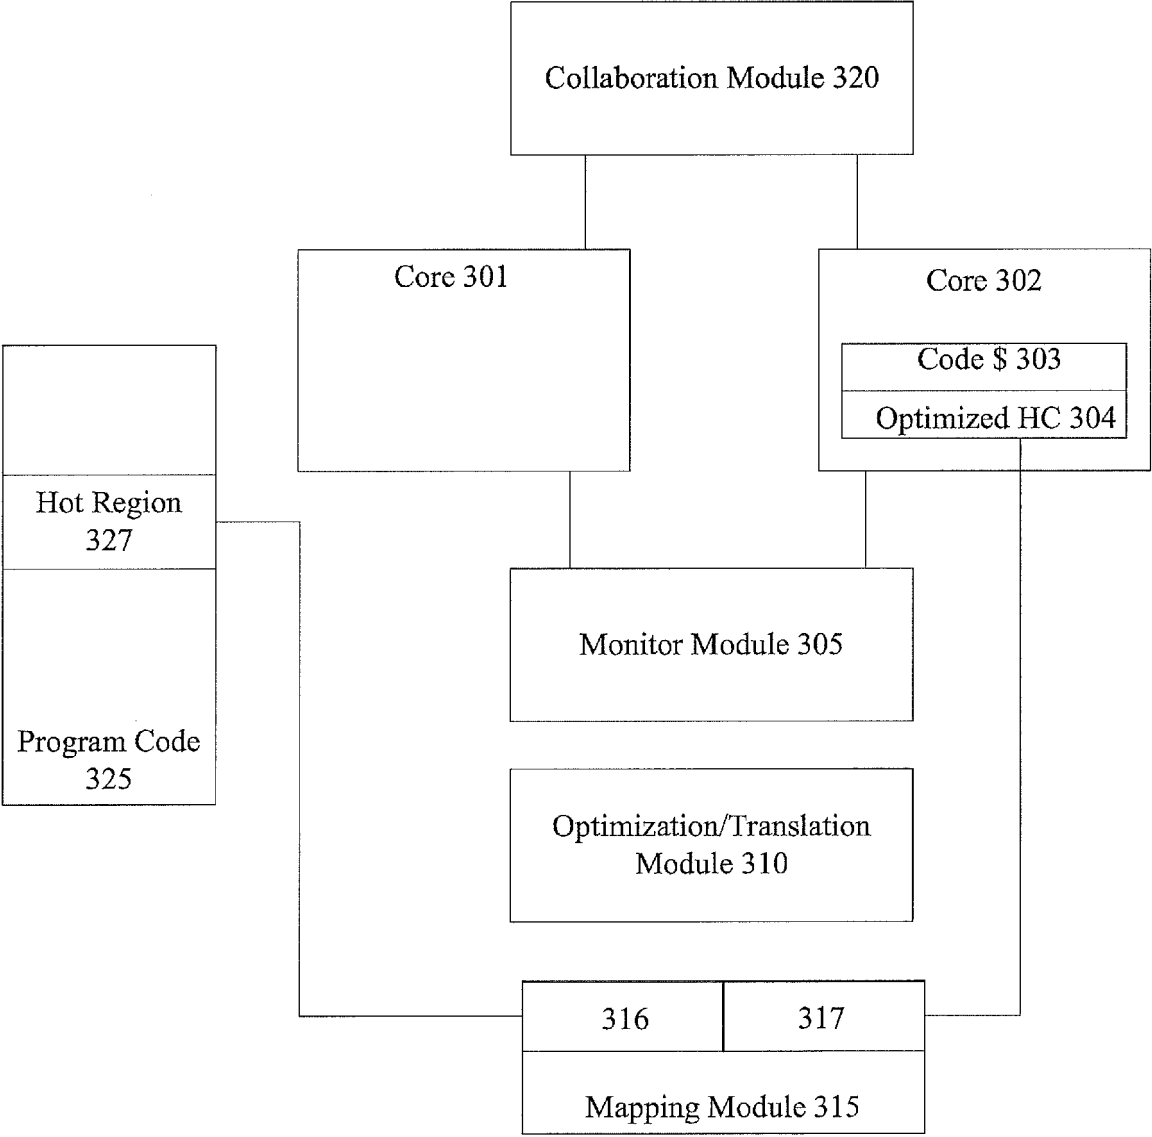 Collaboration Module 320
Core 301
Core 302
Code $ 303
Optimized HC 304
Hot Region
327
Program Code
325
Monitor Module 305
Optimization/Translation
Module 310
316
317
Mapping Module 315